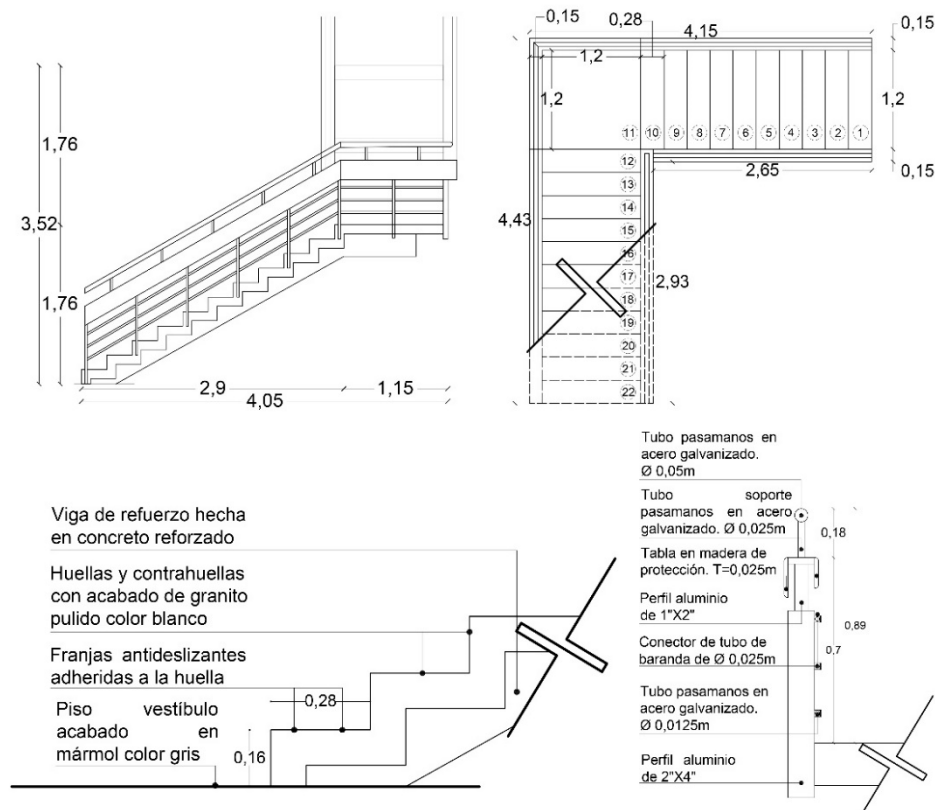 1,76
3,52
1,76
2,9
1,15
4,05
0,15
0,28
4,15
0,15
1,2
1,2
1,2
11 10 9 8 7 6 5 4 3 2 1
12
2,65
0,15
13
14
4,43
15
16
17
2,93
18
19
20
21
22
Viga de refuerzo hecha
en concreto reforzado
Huellas y contrahuellas
con acabado de granito
pulido color blanco
Franjas antideslizantes
adheridas a la huella
Piso vestíbulo
acabado en
mármol color gris
0,28
0,16
Tubo pasamanos en
acero galvanizado.
Ø 0,05m
Tubo soporte
pasamanos en acero
galvanizado. Ø 0,025m
Tabla en madera de
protección. T=0,025m
Perfil aluminio
de 1"X2"
Conector de tubo de
baranda de Ø 0,025m
Tubo pasamanos en
acero galvanizado.
Ø 0,0125m
Perfil aluminio
de 2"X4"
0,18
0,89
0,7